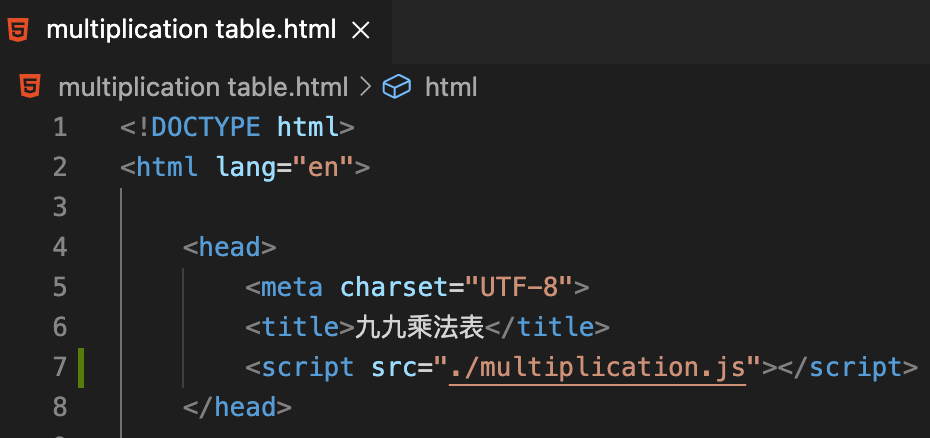 multiplication table.html
multiplication table.html > html
1 <!DOCTYPE html>
2 <html lang="en">
3
4 <head>
5 <meta charset="UTF-8">
6 <title>九九乘法表</title>
7 <script src="./multiplication.js"></script>
8 </head>